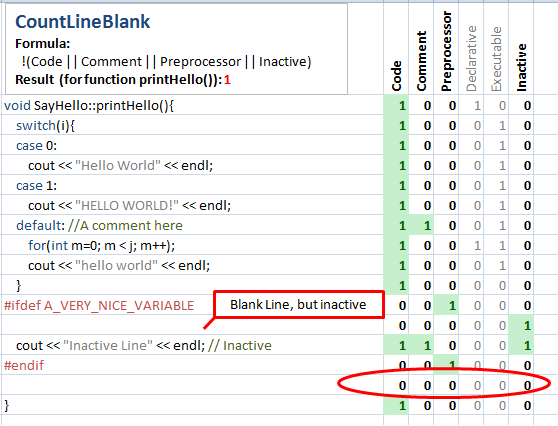 CountLineBlank
Formula:
!(Code || Comment || Preprocessor || Inactive)
Result (for function printHello()): 1
Code Comment Preprocessor Declarative Executable Inactive
void SayHello::printHello(){ 1 0 0 1 0 0
switch(i){ 1 0 0 0 1 0
case 0: 1 0 0 0 1 0
cout << "Hello World" << endl; 1 0 0 0 1 0
case 1: 1 0 0 0 1 0
cout << "HELLO WORLD!" << endl; 1 0 0 0 1 0
default: //A comment here 1 1 0 0 1 0
for(int m=0; m < j; m++); 1 0 0 1 1 0
cout << "hello world" << endl; 1 0 0 0 1 0
} 1 0 0 0 0 0
#ifdef A_VERY_NICE_VARIABLE Blank Line, but inactive 0 0 1 0 0 0
0 0 0 0 0 1
cout << "Inactive Line" << endl; // Inactive 1 1 0 0 0 1
#endif 0 0 1 0 0 0
0 0 0 0 0 0
} 1 0 0 0 0 0